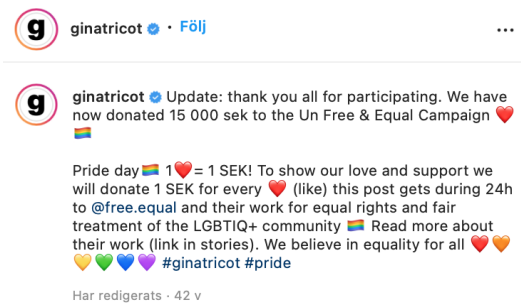 g ginatricot • Följ ...
g ginatricot Update: thank you all for participating. We have
now donated 15 000 sek to the Un Free & Equal Campaign ❤️
🏳️‍🌈
Pride day🏳️‍🌈 1❤️= 1 SEK! To show our love and support we
will donate 1 SEK for every ❤️ (like) this post gets during 24h
to @free.equal and their work for equal rights and fair
treatment of the LGBTIQ+ community 🏳️‍🌈 Read more about
their work (link in stories). We believe in equality for all ❤️🧡
💛💚💙💜 #ginatricot #pride
Har redigerats · 42 v